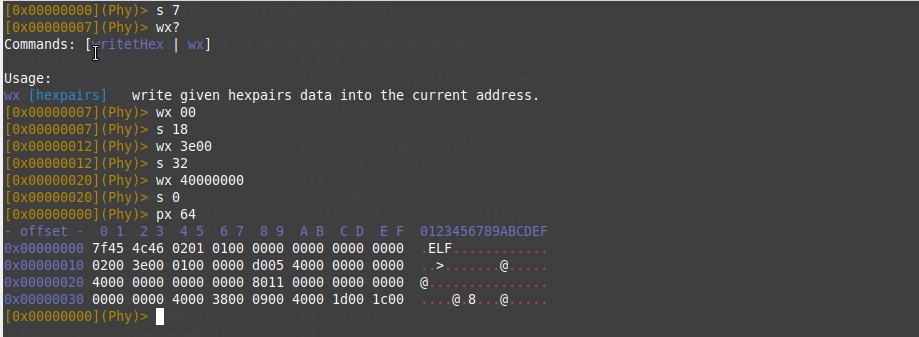 [0x00000000](Phy)> s 7
[0x00000007](Phy)> wx?
Commands: [writetHex | wx]
Usage:
wx [hexpairs]   write given hexpairs data into the current address.
[0x00000007](Phy)> wx 00
[0x00000007](Phy)> s 18
[0x00000012](Phy)> wx 3e00
[0x00000012](Phy)> s 32
[0x00000020](Phy)> wx 40000000
[0x00000020](Phy)> s 0
[0x00000000](Phy)> px 64
- offset -  0 1  2 3  4 5  6 7  8 9  A B  C D  E F  0123456789ABCDEF
0x00000000 7f45 4c46 0201 0100 0000 0000 0000 0000  .ELF............
0x00000010 0200 3e00 0100 0000 d005 4000 0000 0000  ..>.......@.....
0x00000020 4000 0000 0000 0000 8011 0000 0000 0000  @...............
0x00000030 0000 0000 4000 3800 0900 4000 1d00 1c00  ....@.8...@.....
[0x00000000](Phy)>